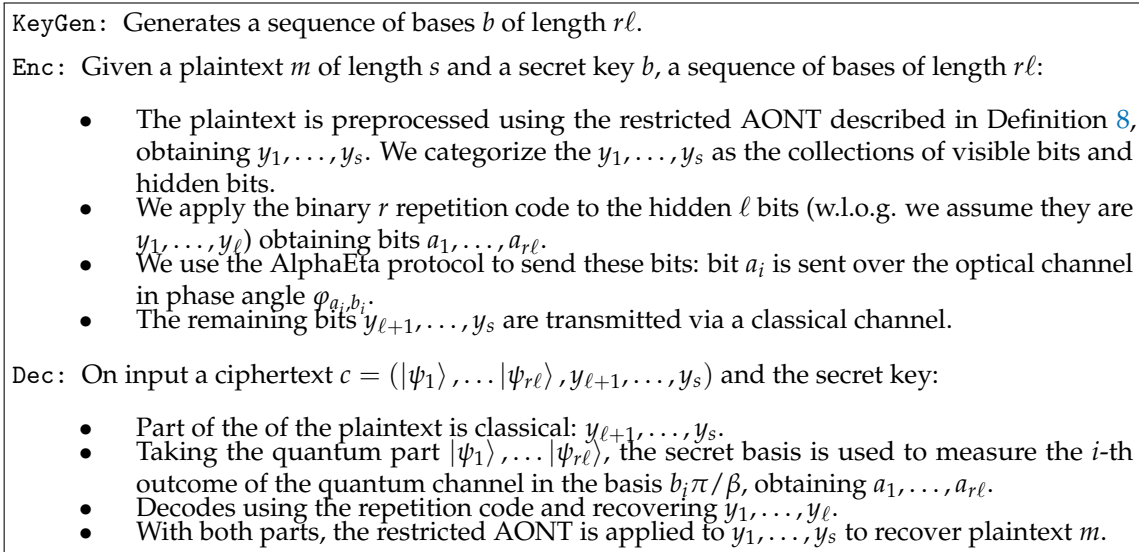 KeyGen: Generates a sequence of bases b of length rℓ.
Enc: Given a plaintext m of length s and a secret key b, a sequence of bases of length rℓ:
• The plaintext is preprocessed using the restricted AONT described in Definition 8,
obtaining y₁, . . . , yₛ. We categorize the y₁, . . . , yₛ as the collections of visible bits and
hidden bits.
• We apply the binary r repetition code to the hidden ℓ bits (w.l.o.g. we assume they are
y₁, . . . , y_ℓ) obtaining bits a₁, . . . , a_{rℓ}.
• We use the AlphaEta protocol to send these bits: bit aᵢ is sent over the optical channel
in phase angle φ_{aᵢ,bᵢ}.
• The remaining bits y_{ℓ+1}, . . . , yₛ are transmitted via a classical channel.
Dec: On input a ciphertext c = (|ψ₁⟩ , . . . |ψ_{rℓ}⟩ , y_{ℓ+1}, . . . , yₛ) and the secret key:
• Part of the of the plaintext is classical: y_{ℓ+1}, . . . , yₛ.
• Taking the quantum part |ψ₁⟩ , . . . |ψ_{rℓ}⟩, the secret basis is used to measure the i-th
outcome of the quantum channel in the basis bᵢπ/β, obtaining a₁, . . . , a_{rℓ}.
• Decodes using the repetition code and recovering y₁, . . . , y_ℓ.
• With both parts, the restricted AONT is applied to y₁, . . . , yₛ to recover plaintext m.